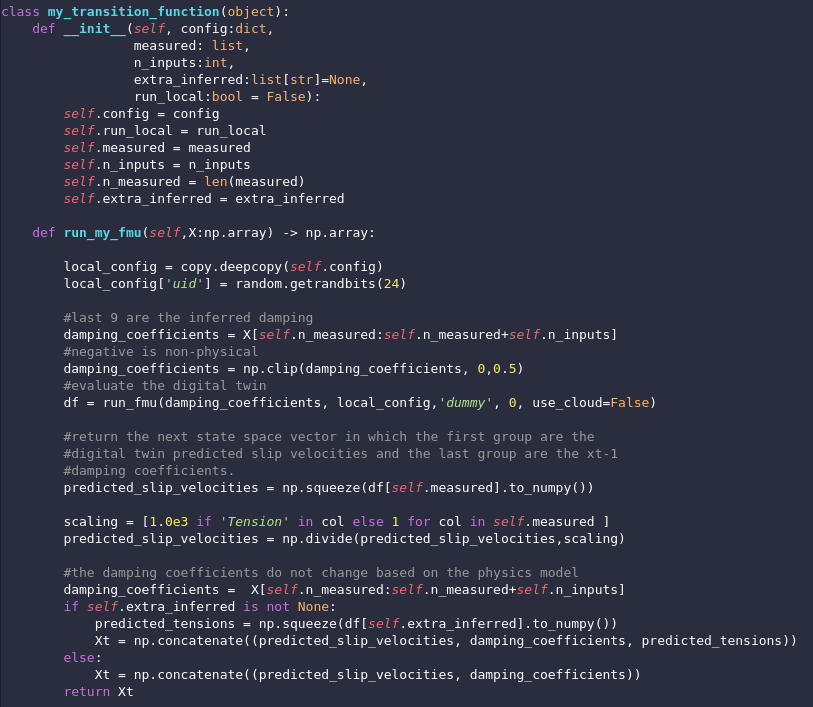 class my_transition_function(object):
    def __init__(self, config:dict,
                 measured: list,
                 n_inputs:int,
                 extra_inferred:list[str]=None,
                 run_local:bool = False):
        self.config = config
        self.run_local = run_local
        self.measured = measured
        self.n_inputs = n_inputs
        self.n_measured = len(measured)
        self.extra_inferred = extra_inferred

    def run_my_fmu(self,X:np.array) -> np.array:

        local_config = copy.deepcopy(self.config)
        local_config['uid'] = random.getrandbits(24)

        #last 9 are the inferred damping
        damping_coefficients = X[self.n_measured:self.n_measured+self.n_inputs]
        #negative is non-physical
        damping_coefficients = np.clip(damping_coefficients, 0,0.5)
        #evaluate the digital twin
        df = run_fmu(damping_coefficients, local_config,'dummy', 0, use_cloud=False)

        #return the next state space vector in which the first group are the
        #digital twin predicted slip velocities and the last group are the xt-1
        #damping coefficients.
        predicted_slip_velocities = np.squeeze(df[self.measured].to_numpy())

        scaling = [1.0e3 if 'Tension' in col else 1 for col in self.measured ]
        predicted_slip_velocities = np.divide(predicted_slip_velocities,scaling)

        #the damping coefficients do not change based on the physics model
        damping_coefficients =  X[self.n_measured:self.n_measured+self.n_inputs]
        if self.extra_inferred is not None:
            predicted_tensions = np.squeeze(df[self.extra_inferred].to_numpy())
            Xt = np.concatenate((predicted_slip_velocities, damping_coefficients, predicted_tensions))
        else:
            Xt = np.concatenate((predicted_slip_velocities, damping_coefficients))
        return Xt